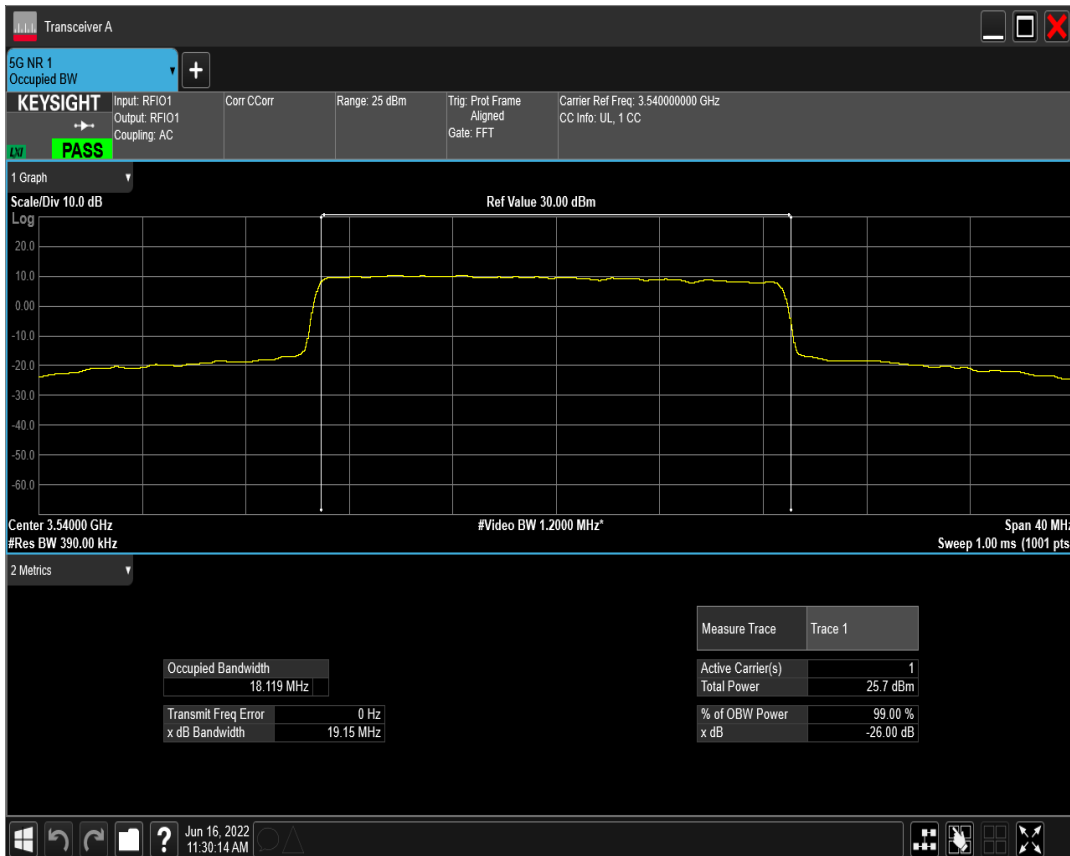 Transceiver A
5G NR 1
Occupied BW
+
KEYSIGHT
LXI
PASS
Input: RFIO1
Output: RFIO1
Coupling: AC
Corr CCorr
Range: 25 dBm
Trig: Prot Frame
Aligned
Gate: FFT
Carrier Ref Freq: 3.540000000 GHz
CC Info: UL, 1 CC
1 Graph
Scale/Div 10.0 dB
Ref Value 30.00 dBm
Log
20.0
10.0
0.00
-10.0
-20.0
-30.0
-40.0
-50.0
-60.0
Center 3.54000 GHz
#Video BW 1.2000 MHz*
Span 40 MHz
#Res BW 390.00 kHz
Sweep 1.00 ms (1001 pts
2 Metrics
Measure Trace Trace 1
Occupied Bandwidth
18.119 MHz
Active Carrier(s) 1
Total Power 25.7 dBm
Transmit Freq Error 0 Hz
x dB Bandwidth 19.15 MHz
% of OBW Power 99.00 %
x dB -26.00 dB
?
Jun 16, 2022
11:30:14 AM